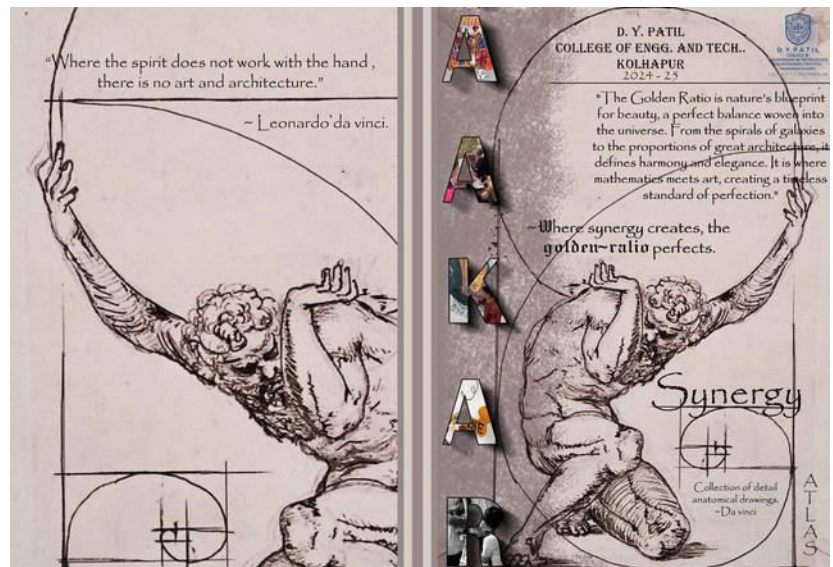 “Where the spirit does not work with the hand ,
there is no art and architecture.”
~ Leonardo da vinci.
AAKAR
D. Y. PATIL
COLLEGE OF ENGG. AND TECH..
KOLHAPUR
2024 - 25
D Y PATIL
"The Golden Ratio is nature's blueprint
for beauty, a perfect balance woven into
the universe. From the spirals of galaxies
to the proportions of great architecture, it
defines harmony and elegance. It is where
mathematics meets art, creating a timeless
standard of perfection."
~Where synergy creates, the
golden~ratio perfects.
Synergy
Collection of detail
anatomical drawings.
~Da vinci
ATLAS